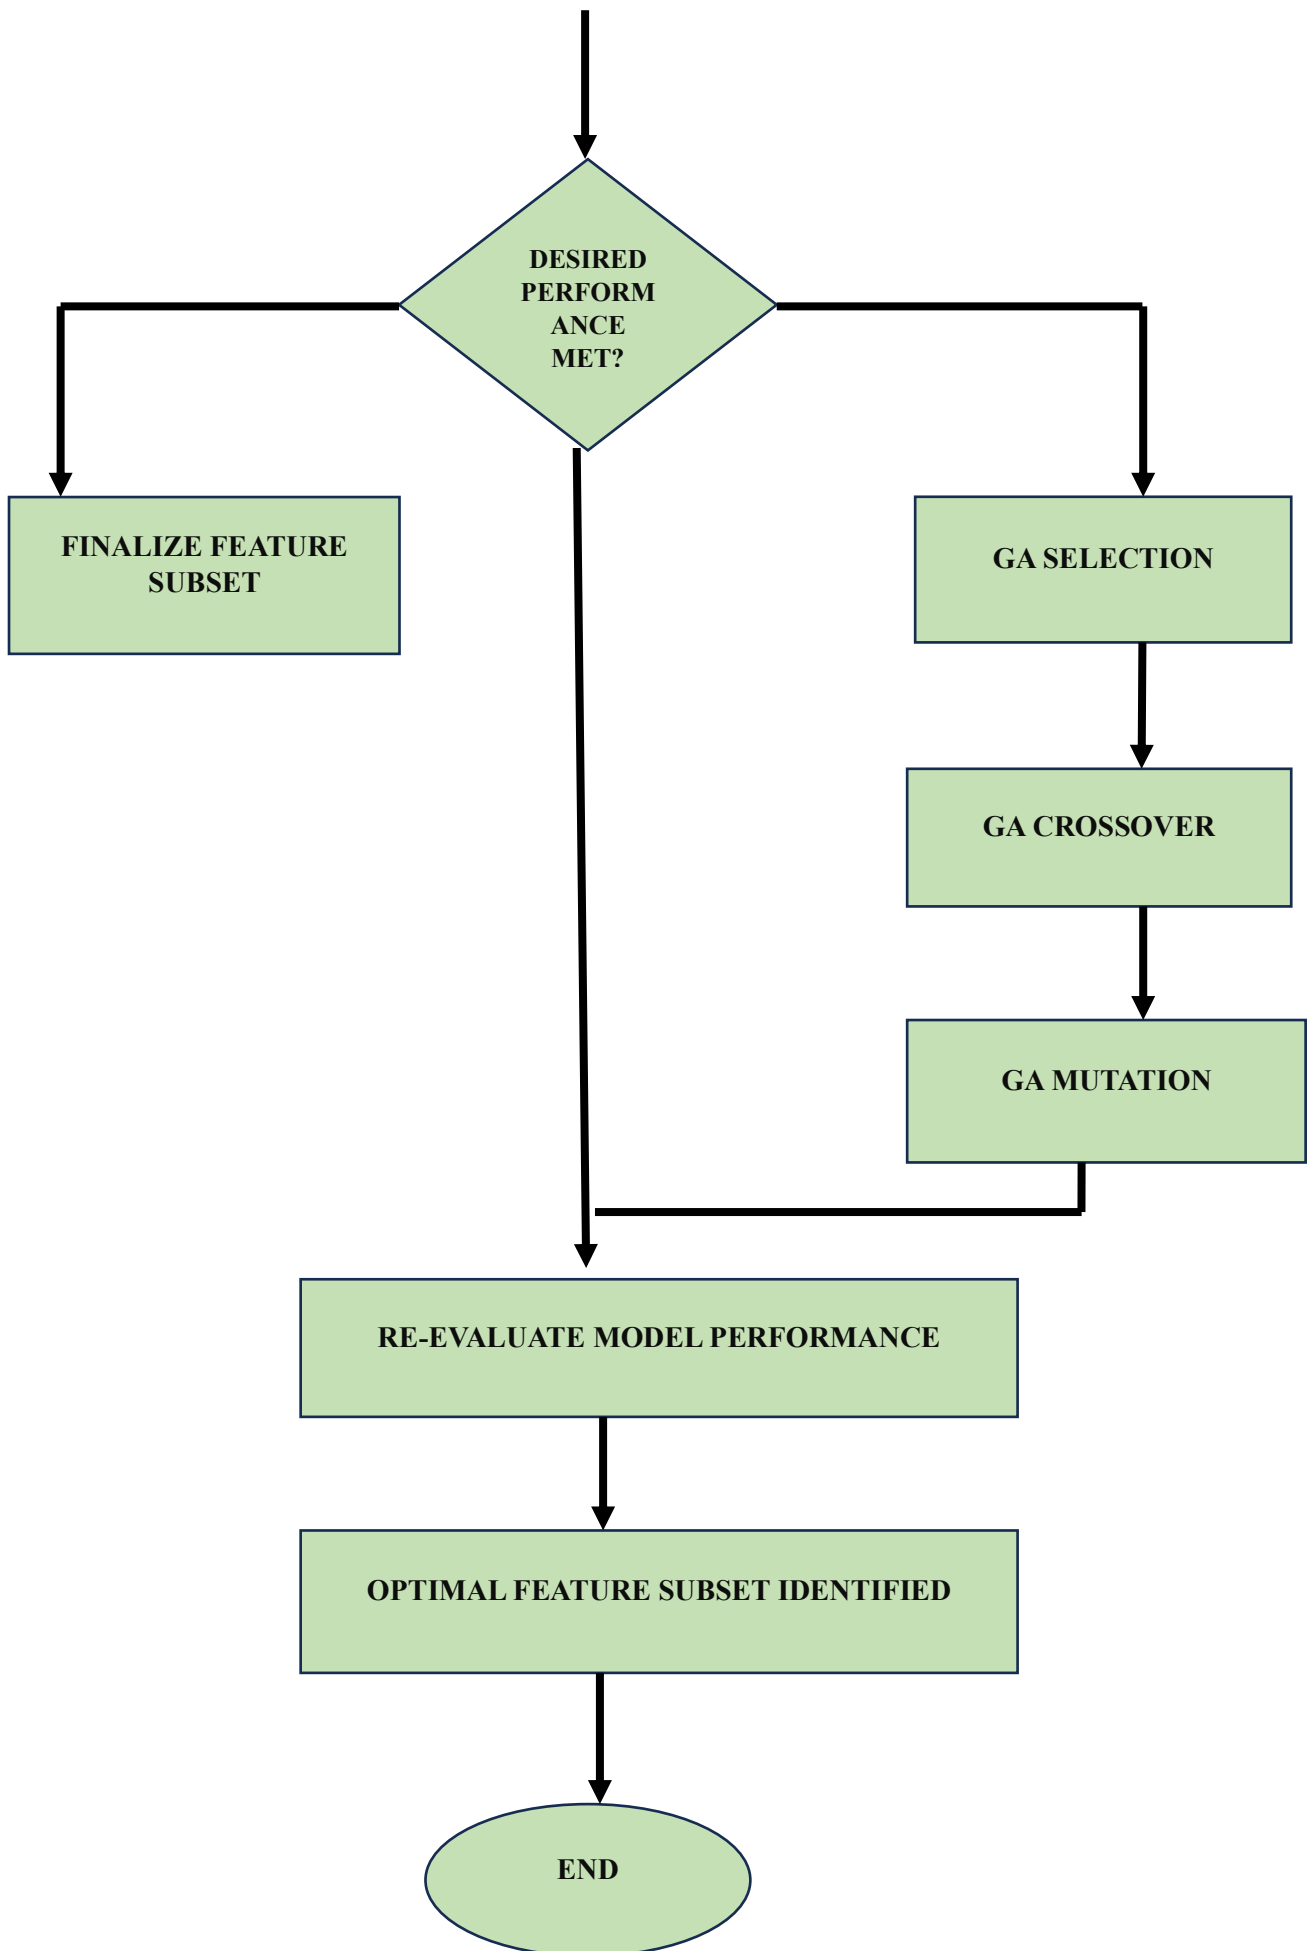 DESIRED
PERFORM
ANCE
MET?
FINALIZE FEATURE
SUBSET
GA SELECTION
GA CROSSOVER
GA MUTATION
RE-EVALUATE MODEL PERFORMANCE
OPTIMAL FEATURE SUBSET IDENTIFIED
END